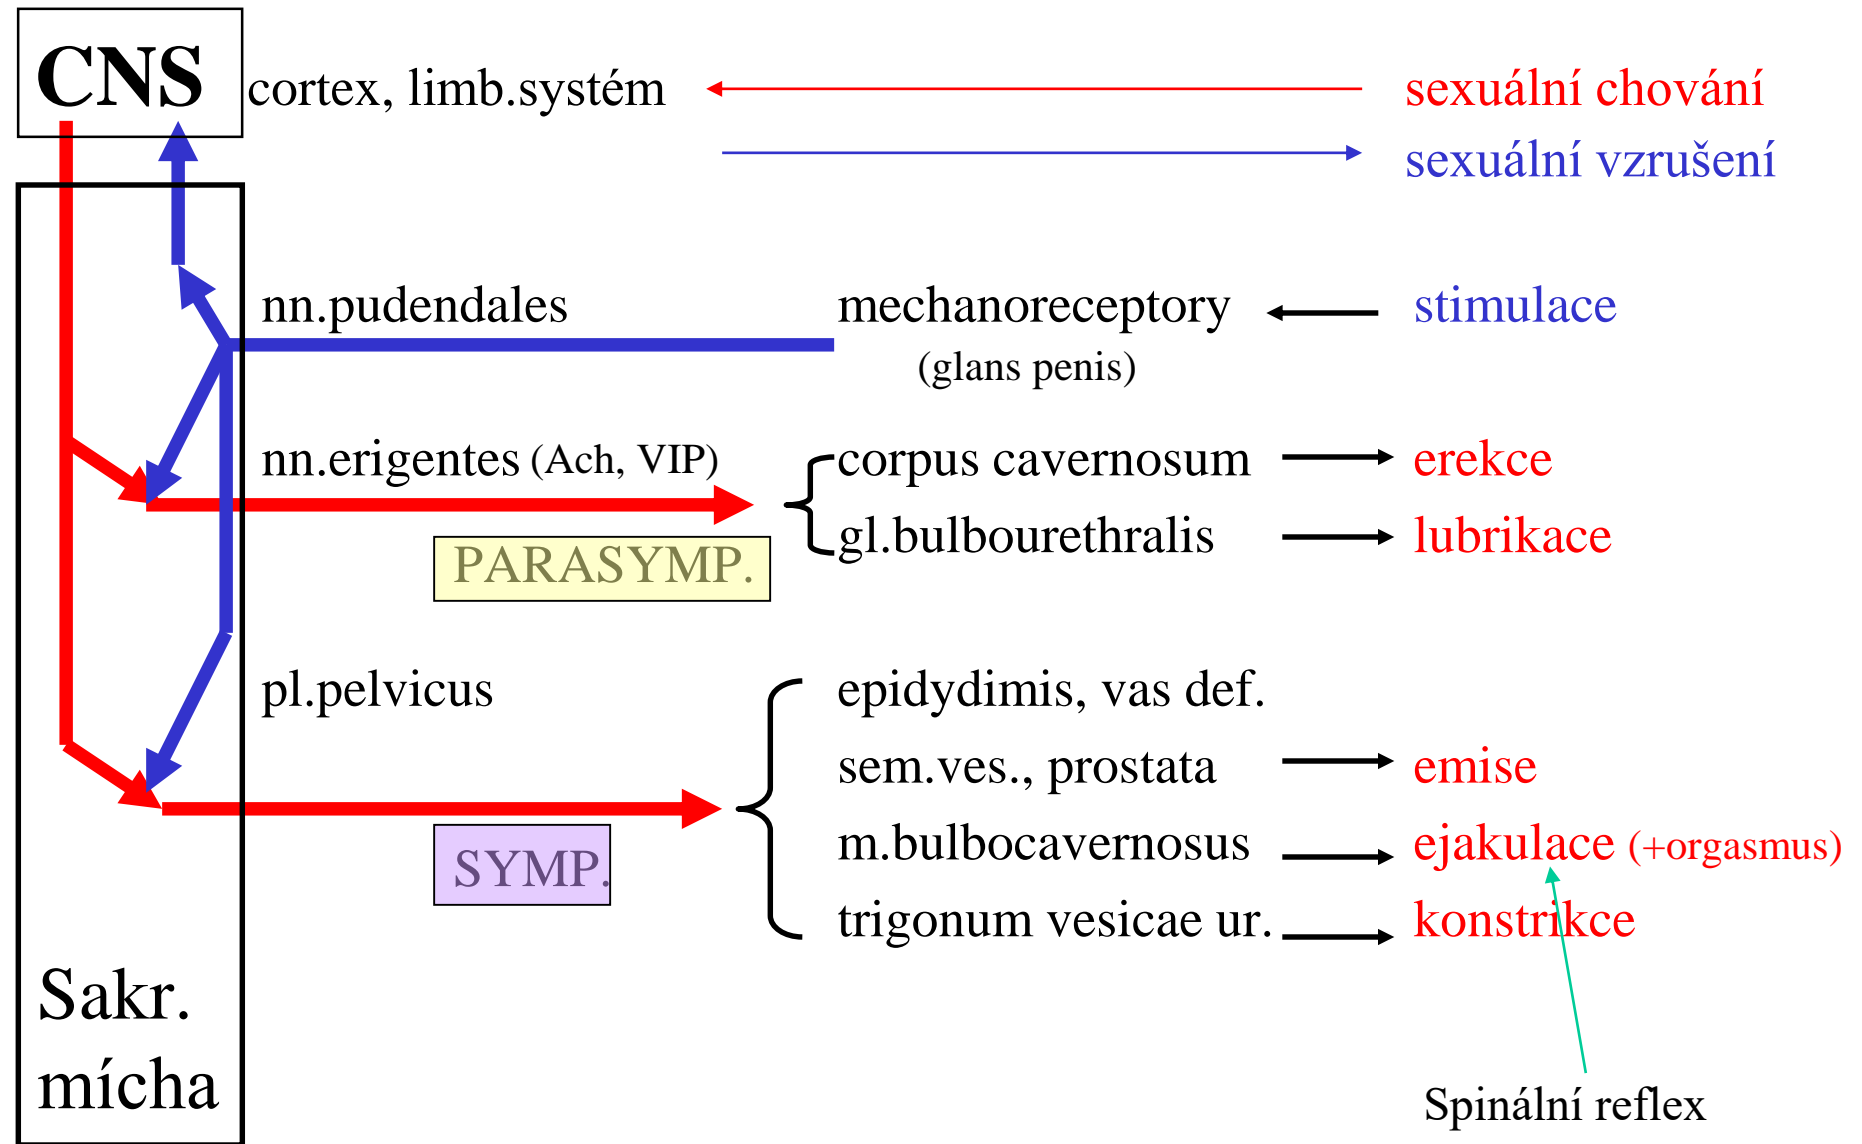 CNS cortex, limb.systém sexuální chování
sexuální vzrušení
nn.pudendales mechanoreceptory stimulace
(glans penis)
nn.erigentes (Ach, VIP) corpus cavernosum erekce
gl.bulbourethralis lubrikace
PARASYMP.
pl.pelvicus epidydimis, vas def.
sem.ves., prostata emise
m.bulbocavernosus ejakulace (+orgasmus)
SYMP.
trigonum vesicae ur. konstrikce
Sakr.
mícha
Spinální reflex